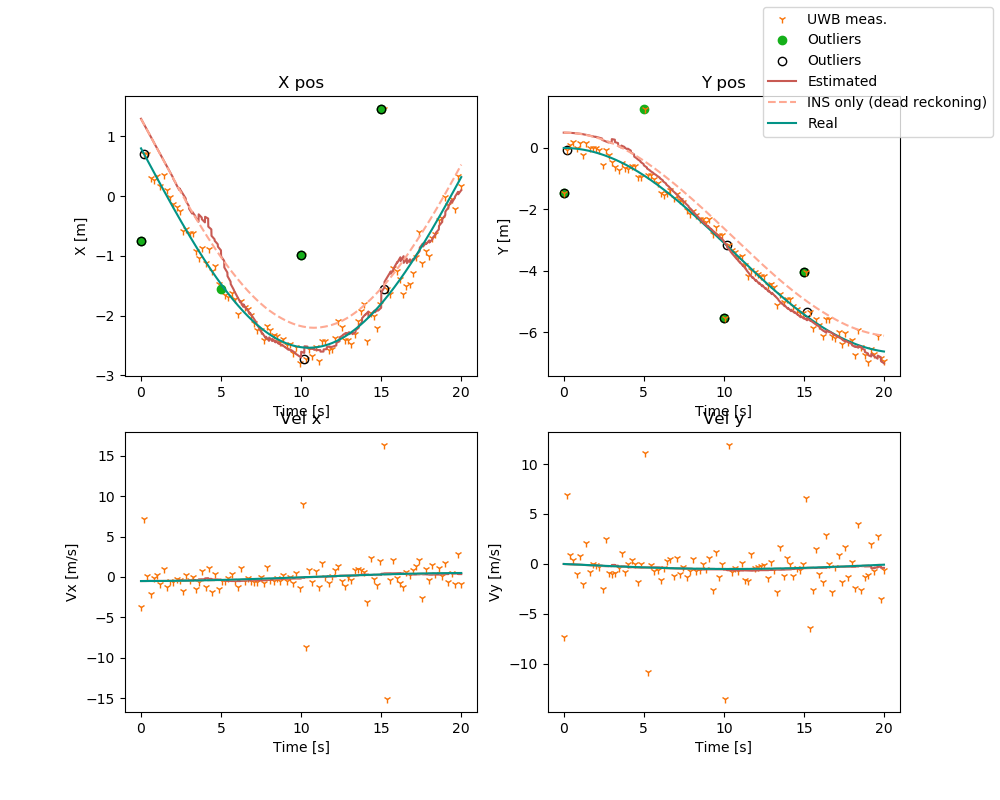 UWB meas.
Outliers
Outliers
Estimated
INS only (dead reckoning)
Real
X pos
X [m]
1
0
−1
−2
−3
0 5 10 15 20
Time [s]
Y pos
Y [m]
0
−2
−4
−6
0 5 10 15 20
Time [s]
Vel x
Vx [m/s]
15
10
5
0
−5
−10
−15
0 5 10 15 20
Time [s]
Vel y
Vy [m/s]
10
5
0
−5
−10
0 5 10 15 20
Time [s]